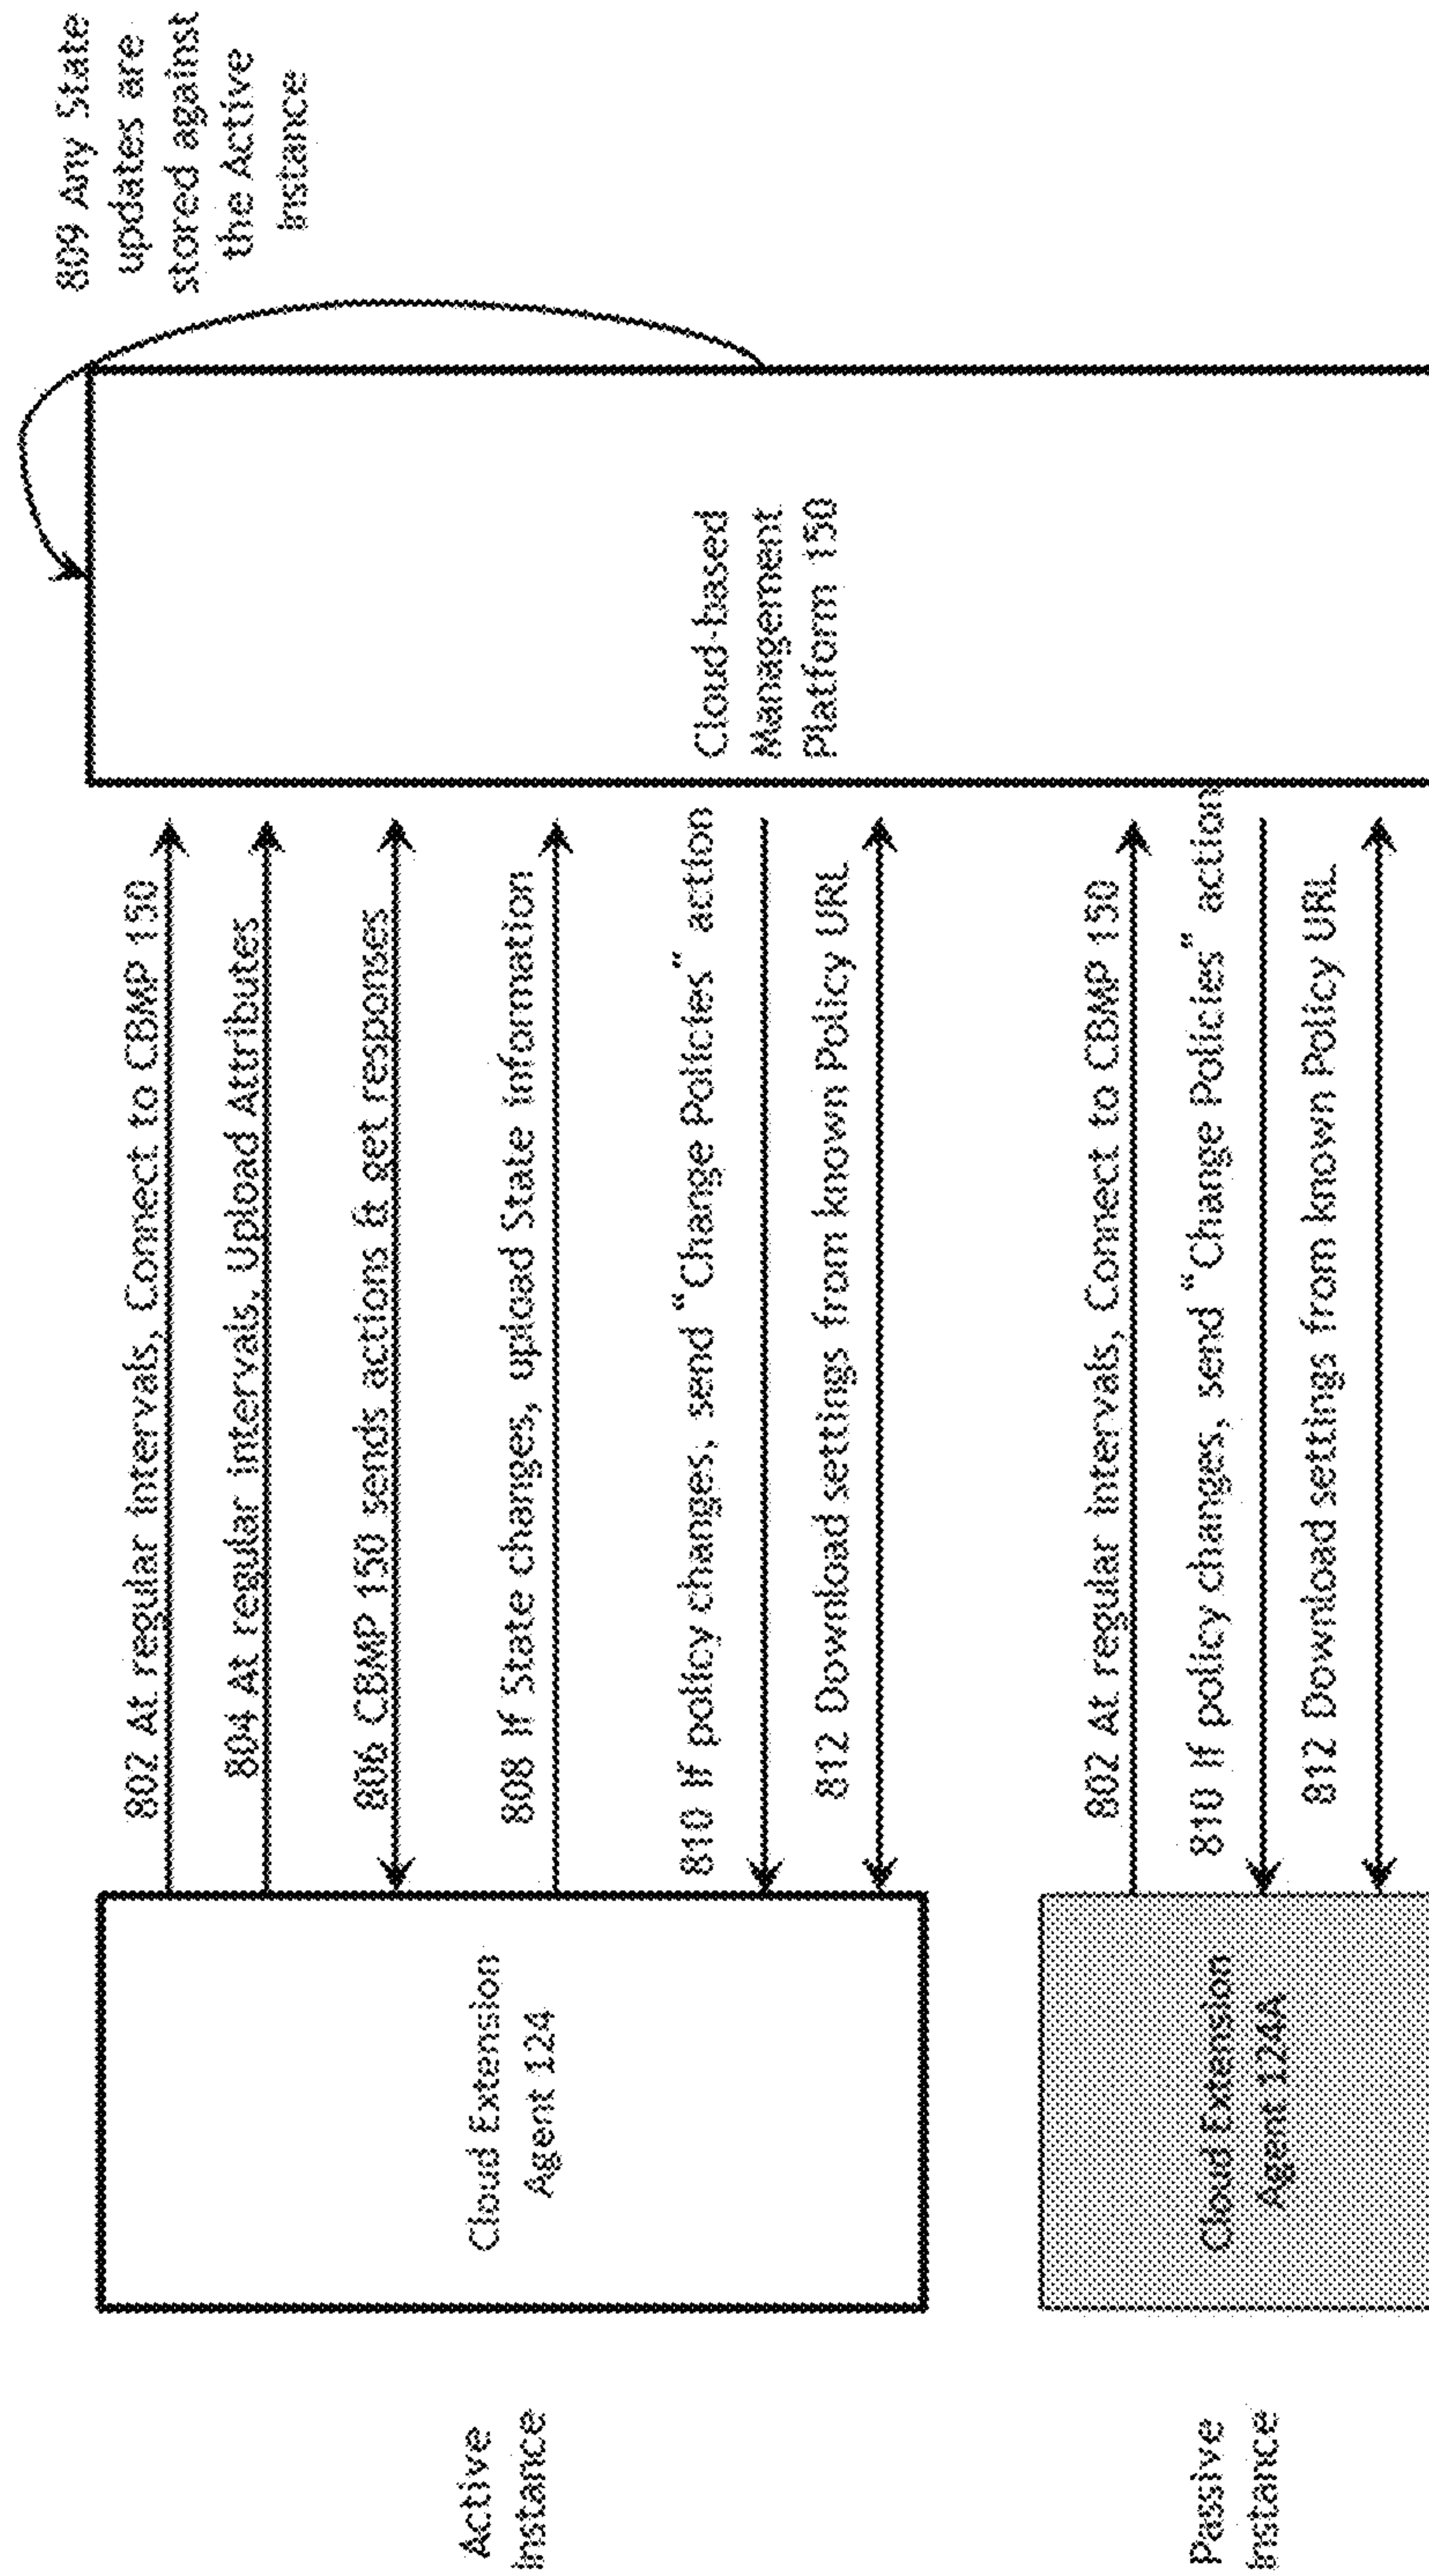 Active
Instance
Cloud Extension
Agent 124
802 At regular intervals, Connect to CBMP 150
804 At regular intervals, Upload Attributes
806 CBMP 150 sends actions & get responses
808 If State changes, upload State information
810 If policy changes, send "Change Policies" action
812 Download settings from known Policy URL
Cloud-based
Management
Platform 150
809 Any State
updates are
stored against
the Active
Instance
Passive
Instance
Cloud Extension
Agent 124A
802 At regular intervals, Connect to CBMP 150
810 If policy changes, send "Change Policies" action
812 Download settings from known Policy URL